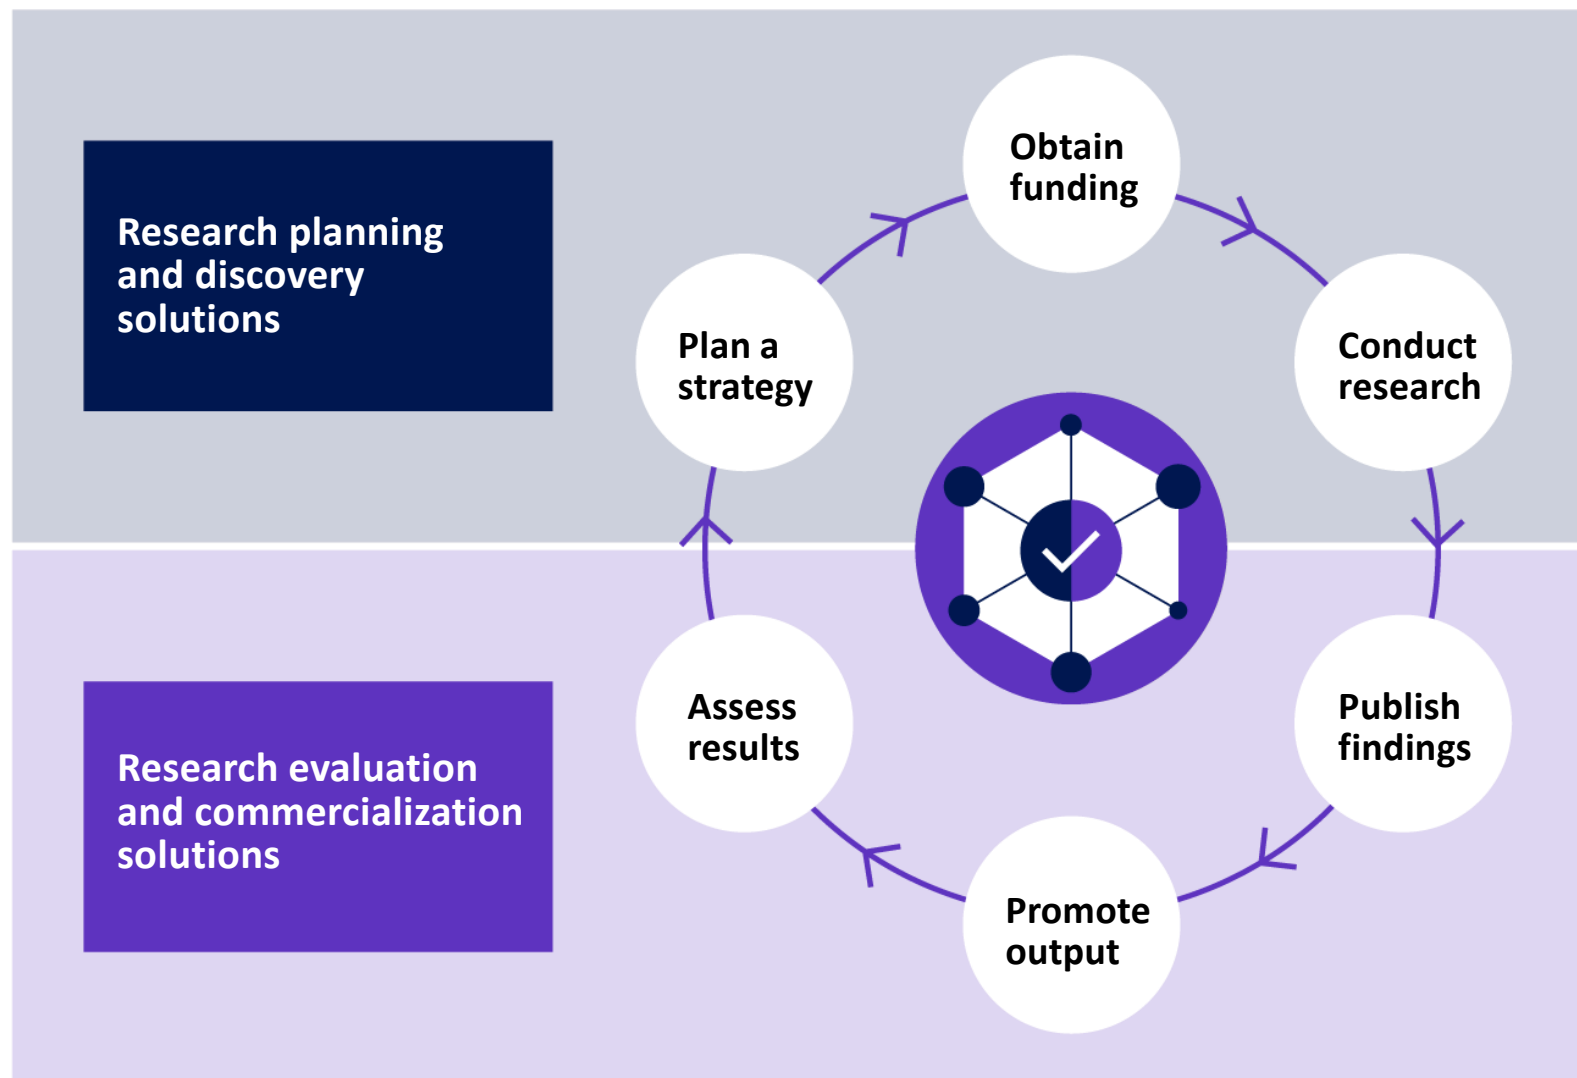 Research planning
and discovery
solutions
Obtain
funding
Plan a
strategy
Conduct
research
Research evaluation
and commercialization
solutions
Assess
results
Publish
findings
Promote
output